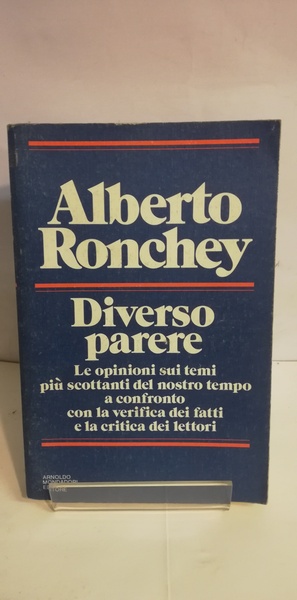 Alberto
Ronchey
Diverso
parere
Le opinioni sui temi
più scottanti del nostro tempo
a confronto
con la verifica dei fatti
e la critica dei lettori
ARNOLDO
MONDADORI
EDITORE